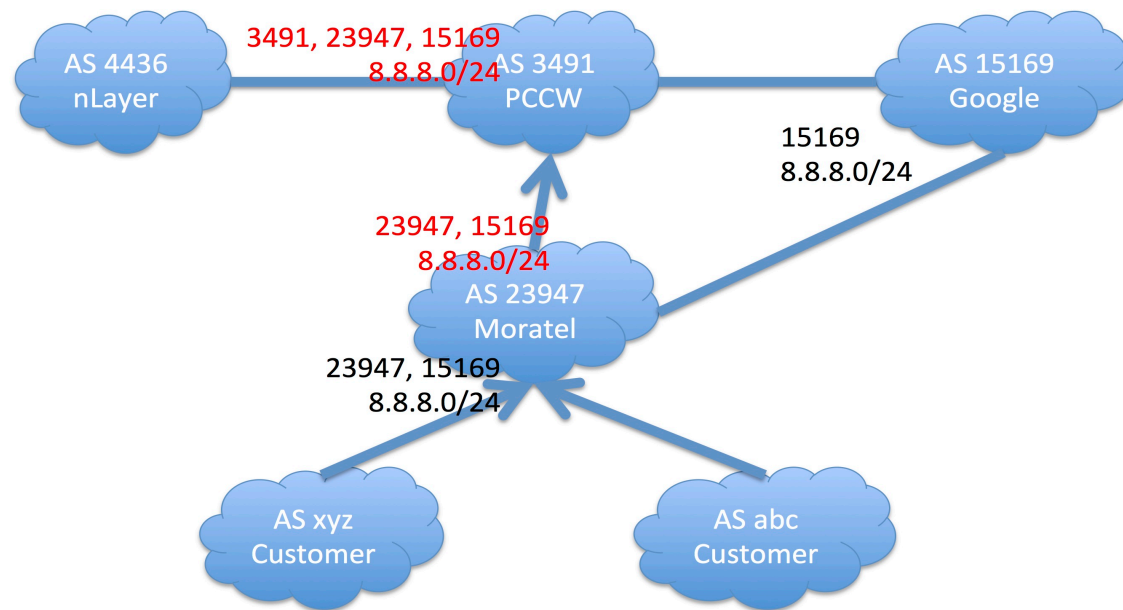 AS 4436
nLayer
3491, 23947, 15169
8.8.8.0/24
AS 3491
PCCW
AS 15169
Google
15169
8.8.8.0/24
23947, 15169
8.8.8.0/24
AS 23947
Moratel
23947, 15169
8.8.8.0/24
AS xyz
Customer
AS abc
Customer